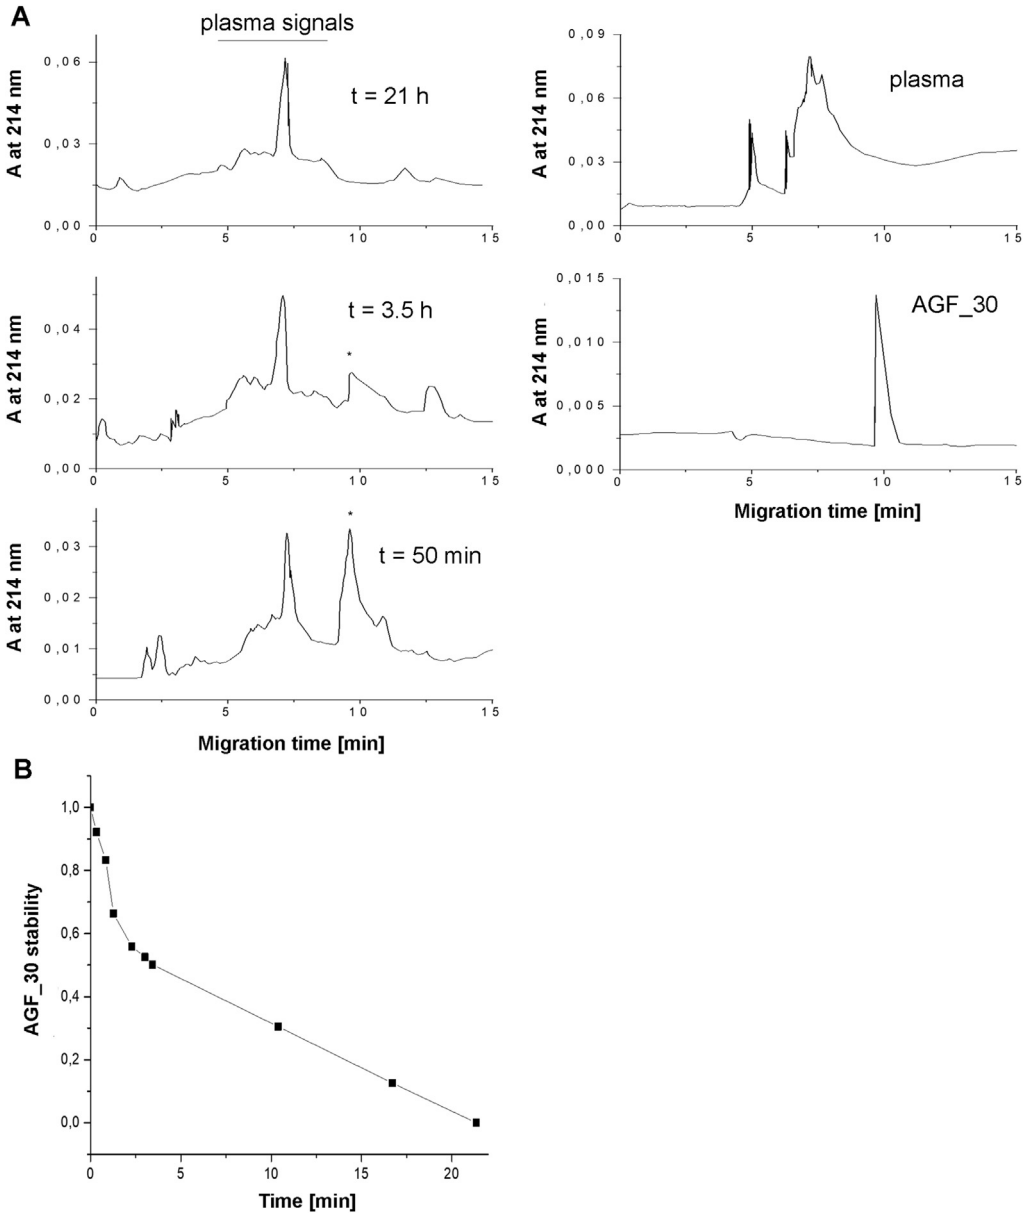 A
plasma signals
t = 21 h
A at 214 nm
0,06
0,03
0,00
0 5 10 15
plasma
A at 214 nm
0,09
0,06
0,03
0,00
0 5 10 15
t = 3.5 h
*
A at 214 nm
0,04
0,02
0,00
0 5 10 15
AGF_30
A at 214 nm
0,015
0,010
0,005
0,000
0 5 10 15
Migration time [min]
t = 50 min
*
A at 214 nm
0,03
0,02
0,01
0,00
0 5 10 15
Migration time [min]
B
AGF_30 stability
1,0
0,8
0,6
0,4
0,2
0,0
0 5 10 15 20
Time [min]